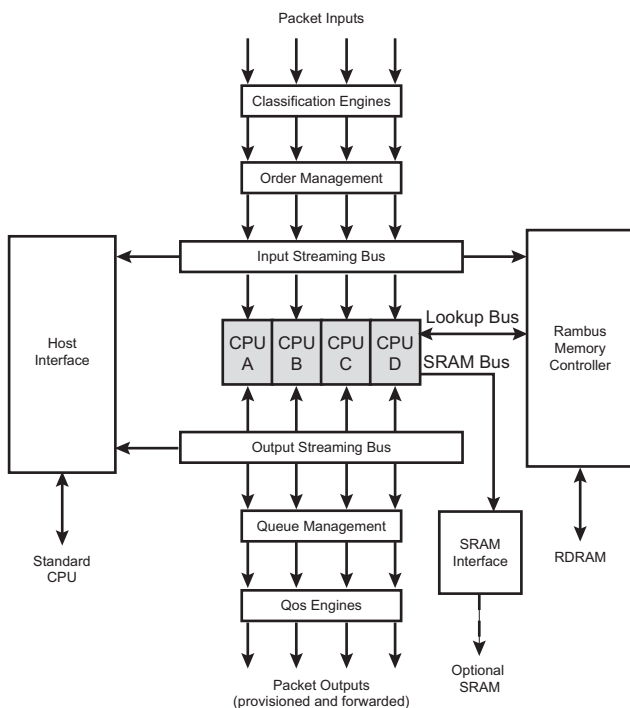 Packet Inputs
Classification Engines
Order Management
Input Streaming Bus
Host
Interface
CPU
A
CPU
B
CPU
C
CPU
D
Lookup Bus
SRAM Bus
Rambus
Memory
Controller
Output Streaming Bus
Queue Management
SRAM
Interface
Standard
CPU
RDRAM
Qos Engines
Packet Outputs
(provisioned and forwarded)
Optional
SRAM